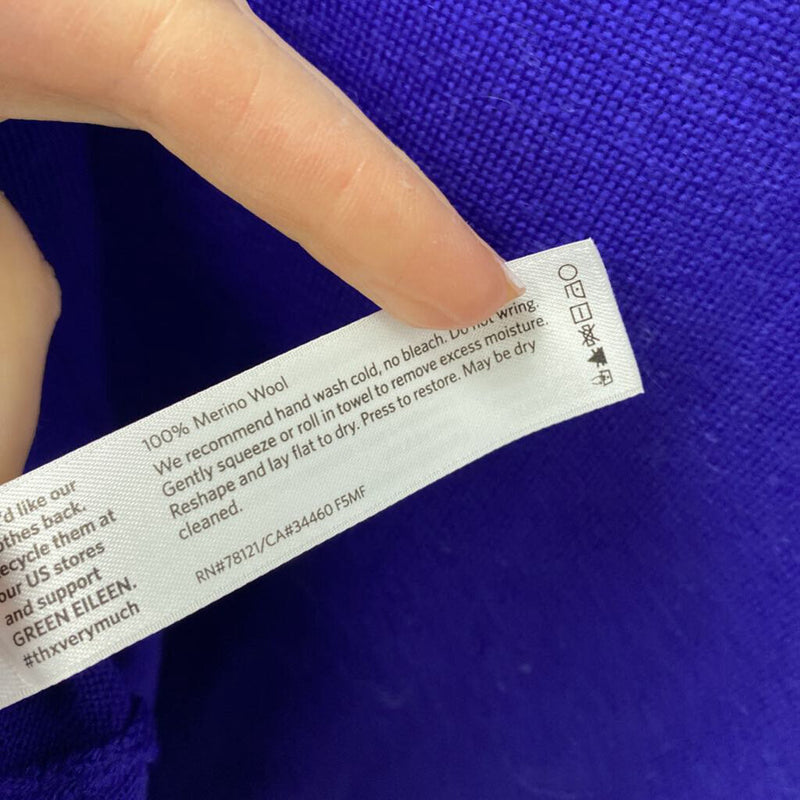 100% Merino Wool
We recommend hand wash cold, no bleach. Do not wring.
Gently squeeze or roll in towel to remove excess moisture.
Reshape and lay flat to dry. Press to restore. May be dry
cleaned.
RN#78121/CA#34460 F5MF
'd like our
othes back.
ecycle them at
our US stores
and support
GREEN EILEEN.
#thxverymuch